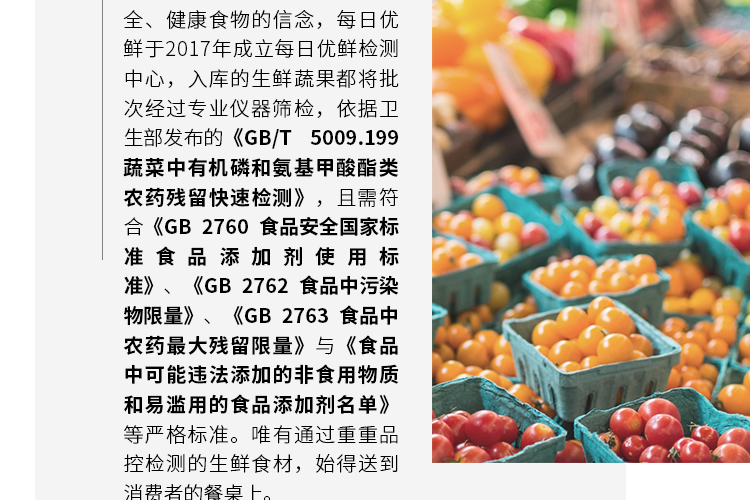 全、健康食物的信念，每日优
鲜于2017年成立每日优鲜检测
中心，入库的生鲜蔬果都将批
次经过专业仪器筛检，依据卫
生部发布的《GB/T 5009.199
蔬菜中有机磷和氨基甲酸酯类
农药残留快速检测》，且需符
合《GB 2760 食品安全国家标
准食品添加剂使用标
准》、《GB 2762 食品中污染
物限量》、《GB 2763 食品中
农药最大残留限量》与《食品
中可能违法添加的非食用物质
和易滥用的食品添加剂名单》
等严格标准。唯有通过重重品
控检测的生鲜食材，始得送到
消费者的餐桌上。